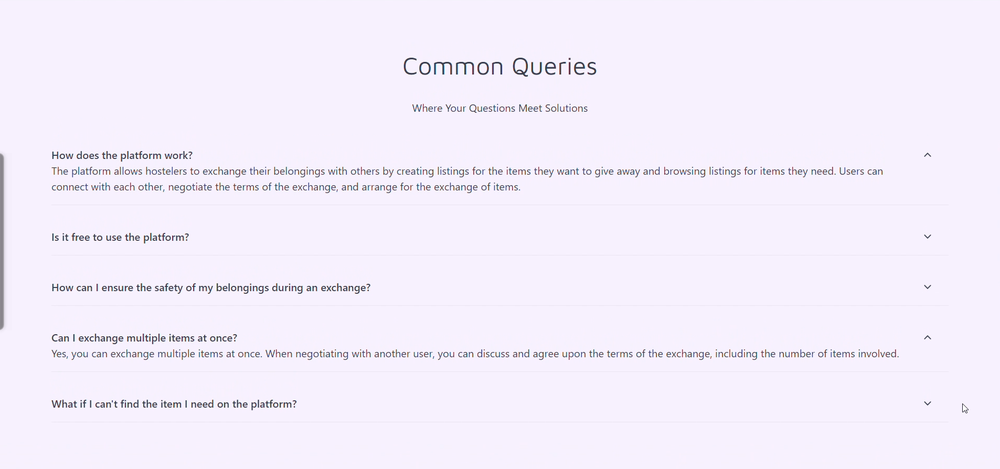 Common Queries
Where Your Questions Meet Solutions
How does the platform work?
The platform allows hostelers to exchange their belongings with others by creating listings for the items they want to give away and browsing listings for items they need. Users can
connect with each other, negotiate the terms of the exchange, and arrange for the exchange of items.
Is it free to use the platform?
How can I ensure the safety of my belongings during an exchange?
Can I exchange multiple items at once?
Yes, you can exchange multiple items at once. When negotiating with another user, you can discuss and agree upon the terms of the exchange, including the number of items involved.
What if I can't find the item I need on the platform?